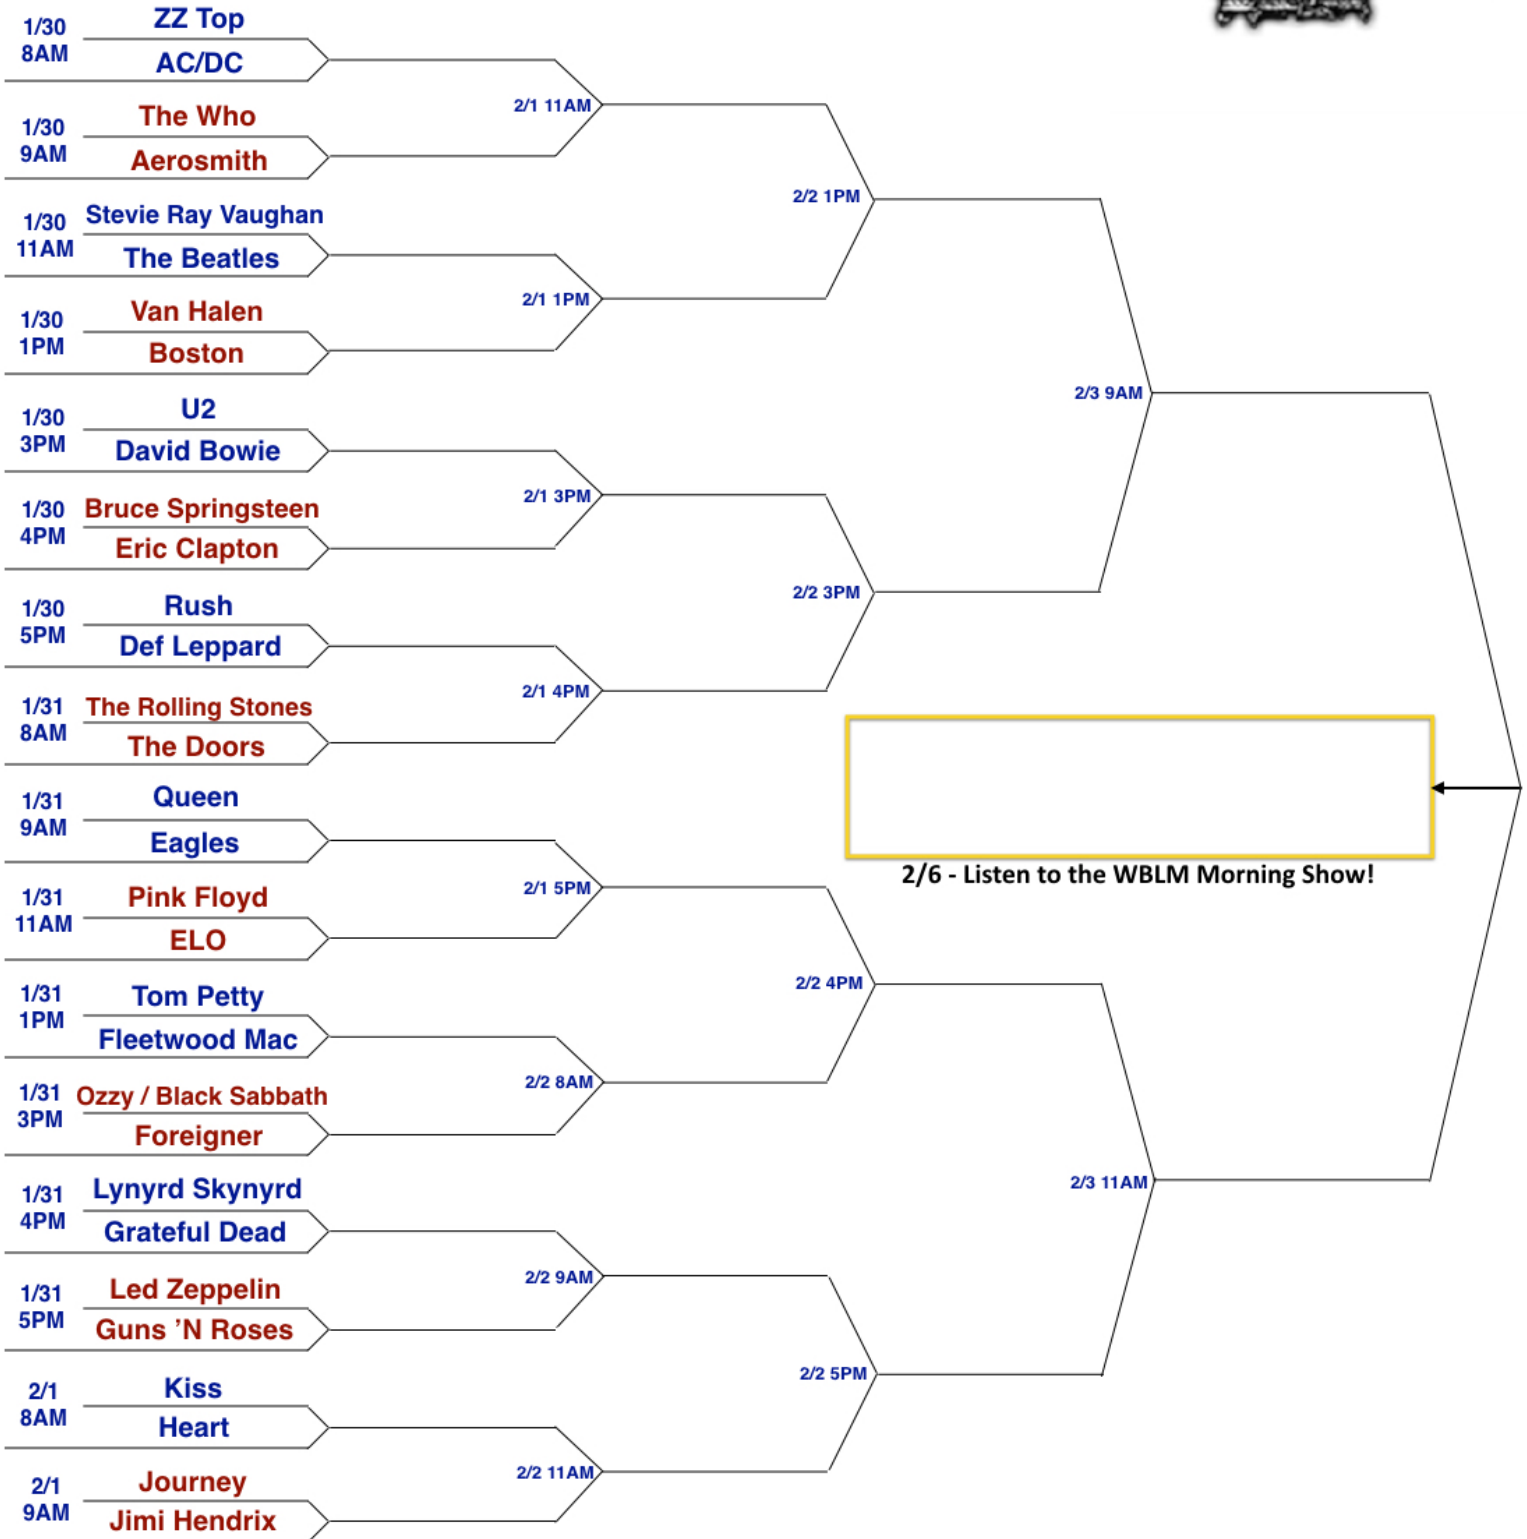 1/30
8AM
ZZ Top
AC/DC
1/30
9AM
The Who
Aerosmith
1/30
11AM
Stevie Ray Vaughan
The Beatles
1/30
1PM
Van Halen
Boston
1/30
3PM
U2
David Bowie
1/30
4PM
Bruce Springsteen
Eric Clapton
1/30
5PM
Rush
Def Leppard
1/31
8AM
The Rolling Stones
The Doors
1/31
9AM
Queen
Eagles
1/31
11AM
Pink Floyd
ELO
1/31
1PM
Tom Petty
Fleetwood Mac
1/31
3PM
Ozzy / Black Sabbath
Foreigner
1/31
4PM
Lynyrd Skynyrd
Grateful Dead
1/31
5PM
Led Zeppelin
Guns ’N Roses
2/1
8AM
Kiss
Heart
2/1
9AM
Journey
Jimi Hendrix
2/1 11AM
2/1 1PM
2/1 3PM
2/1 4PM
2/1 5PM
2/2 8AM
2/2 9AM
2/2 11AM
2/2 1PM
2/2 3PM
2/2 4PM
2/2 5PM
2/3 9AM
2/3 11AM
2/6 - Listen to the WBLM Morning Show!